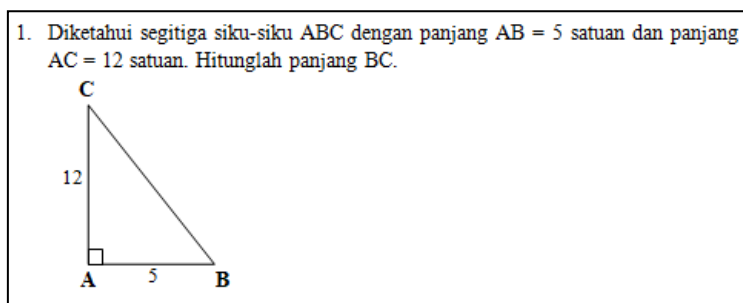 1. Diketahui segitiga siku-siku ABC dengan panjang AB = 5 satuan dan panjang
AC = 12 satuan. Hitunglah panjang BC.
C
12
A 5 B